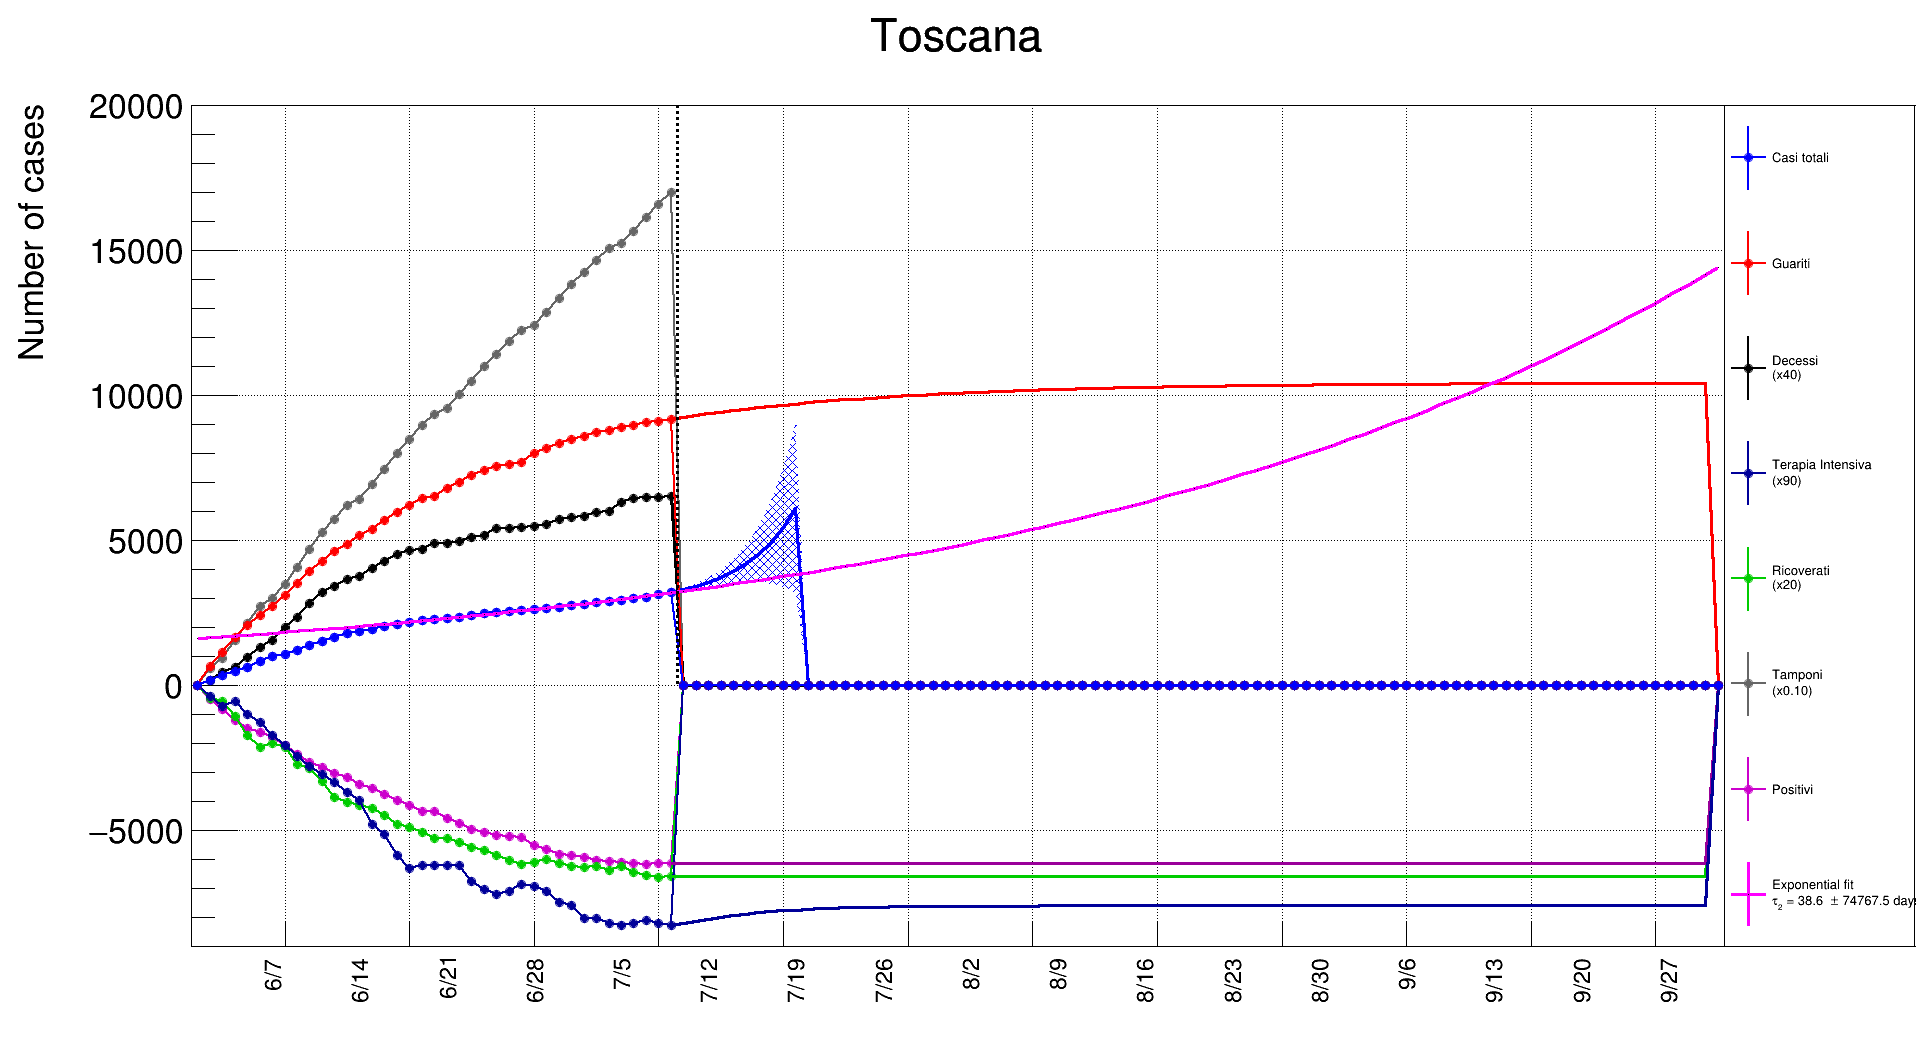 Toscana
Number of cases
20000
15000
10000
5000
0
−5000
6/7
6/14
6/21
6/28
7/5
7/12
7/19
7/26
8/2
8/9
8/16
8/23
8/30
9/6
9/13
9/20
9/27
Casi totali
Guariti
Decessi
(x40)
Terapia Intensiva
(x90)
Ricoverati
(x20)
Tamponi
(x0.10)
Positivi
Exponential fit
τ2 = 38.6 ± 74767.5 day